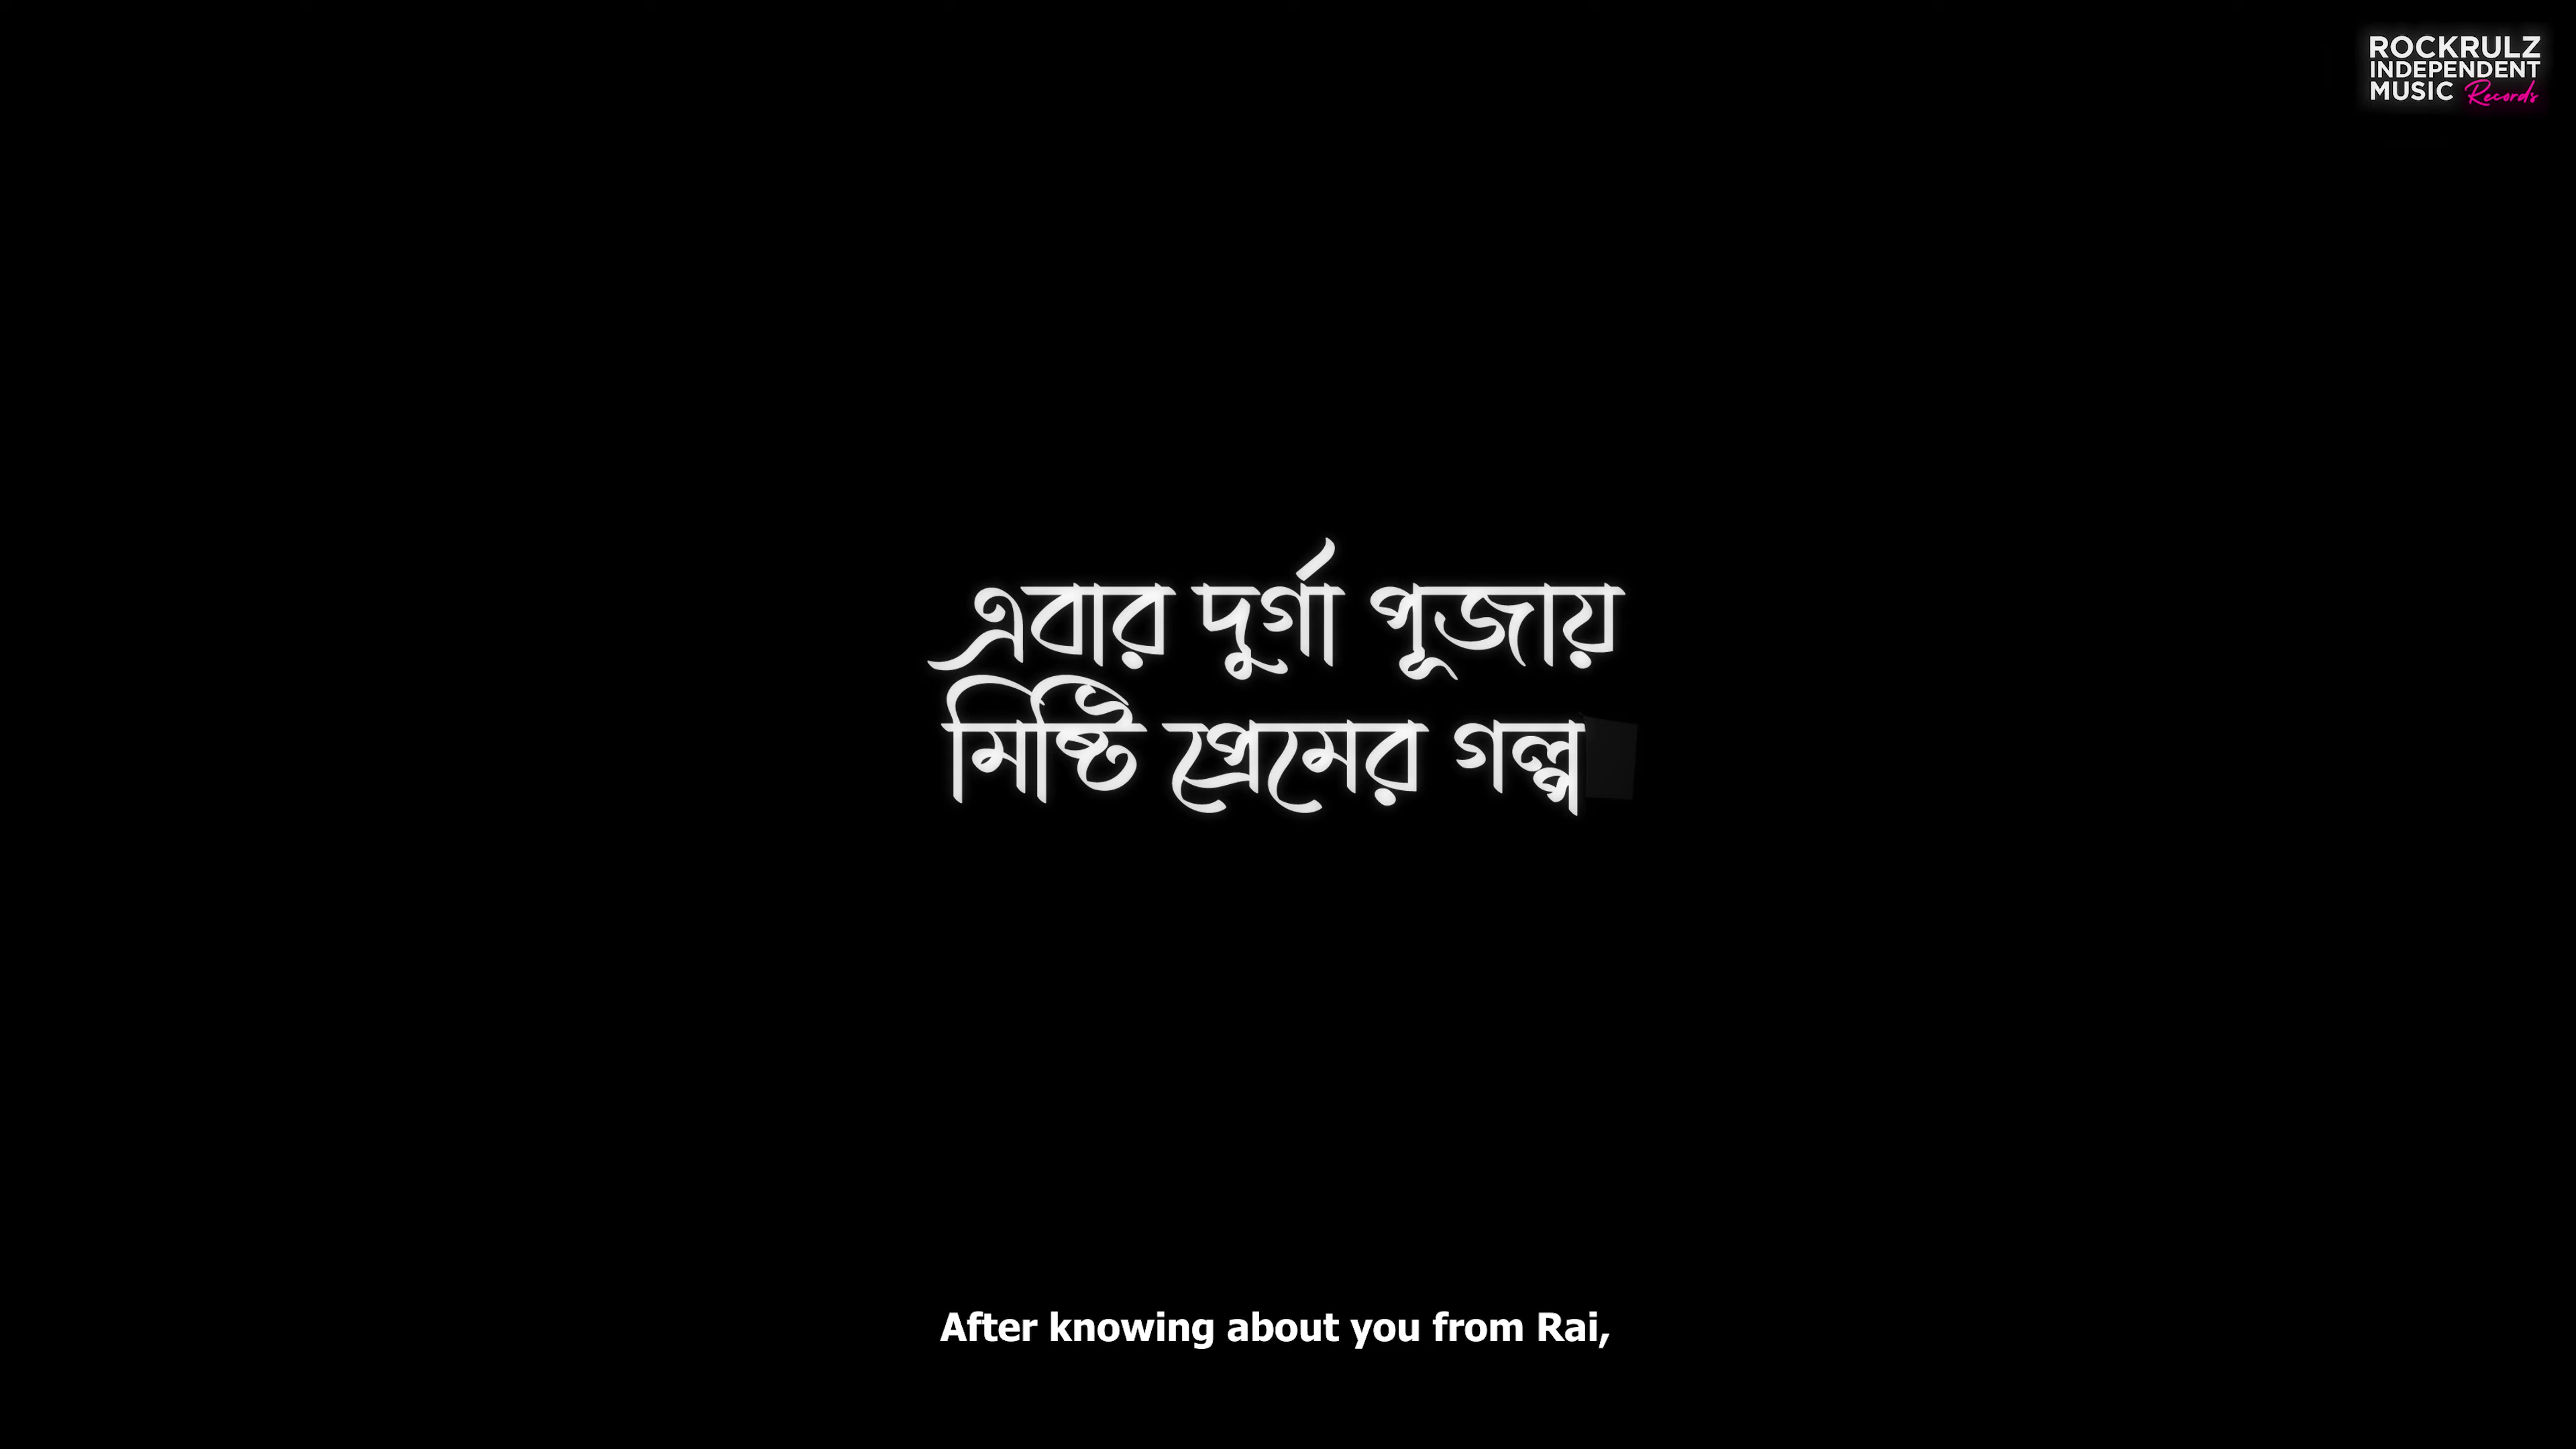 ROCKRULZ
INDEPENDENT
MUSIC Records
এবার দুর্গা পূজায়
মিষ্টি প্রেমের গল্প
After knowing about you from Rai,